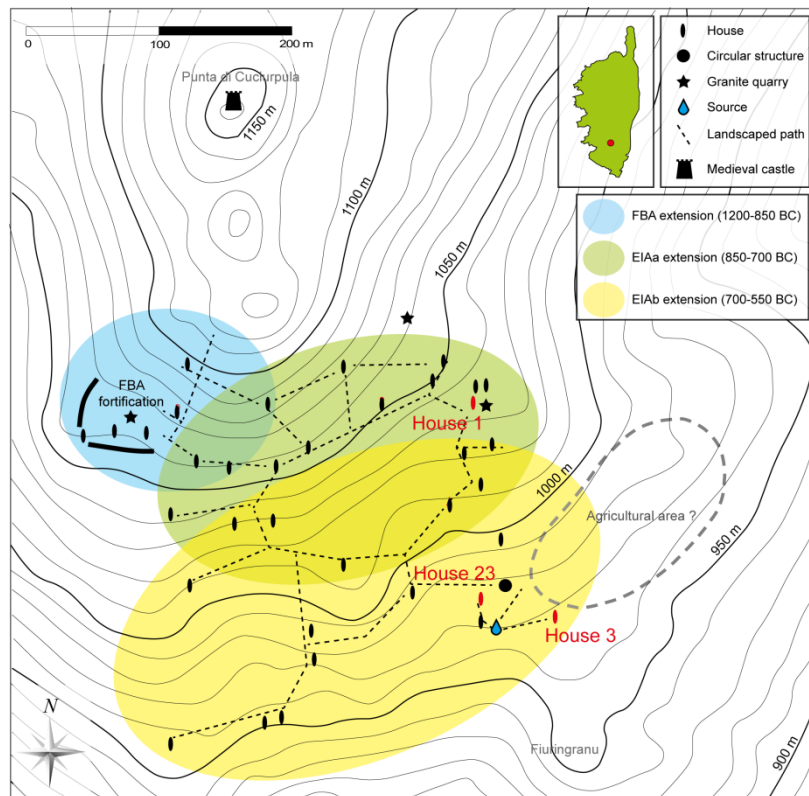 0
100
200 m
Punta di Cuciurpula
1150 m
1100 m
1050 m
House
Circular structure
Granite quarry
Source
Landscaped path
Medieval castle
FBA extension (1200-850 BC)
EIAa extension (850-700 BC)
EIAb extension (700-550 BC)
FBA
fortification
House 1
1000 m
Agricultural area ?
950 m
House 23
House 3
N
Fiuringranu
900 m